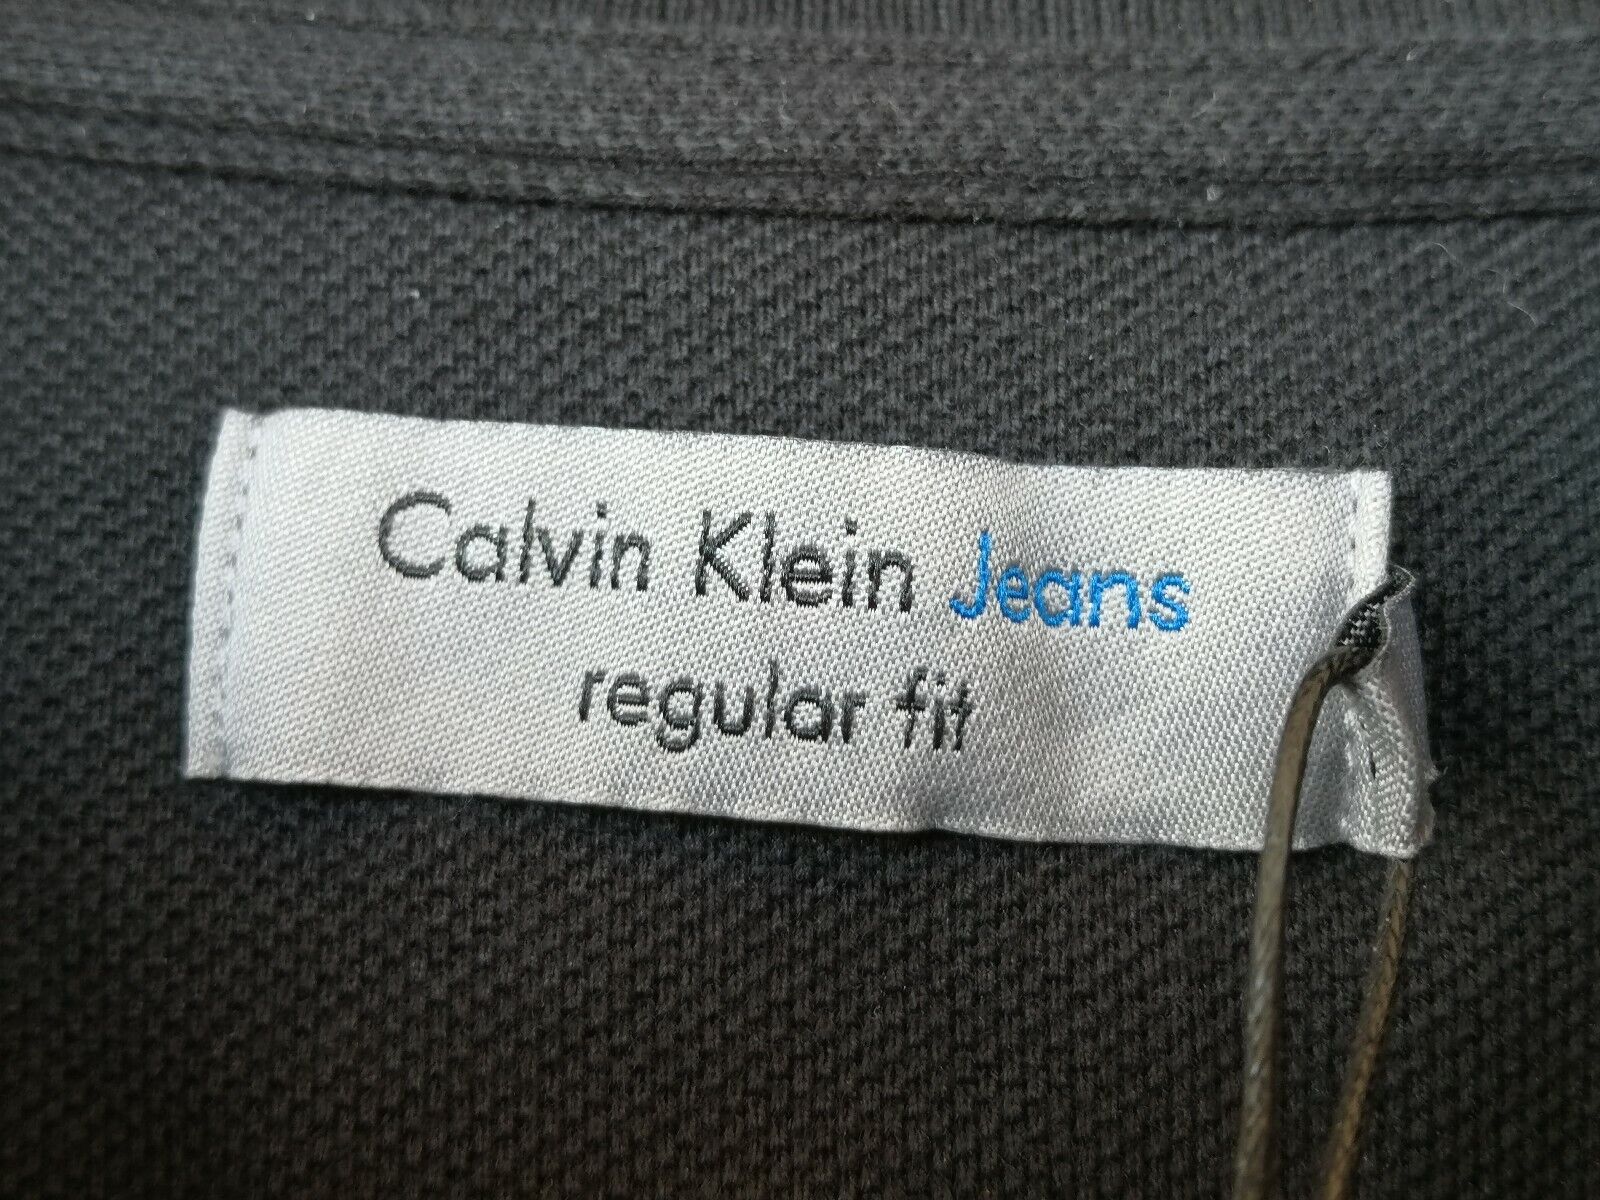 Calvin Klein Jeans
regular fit